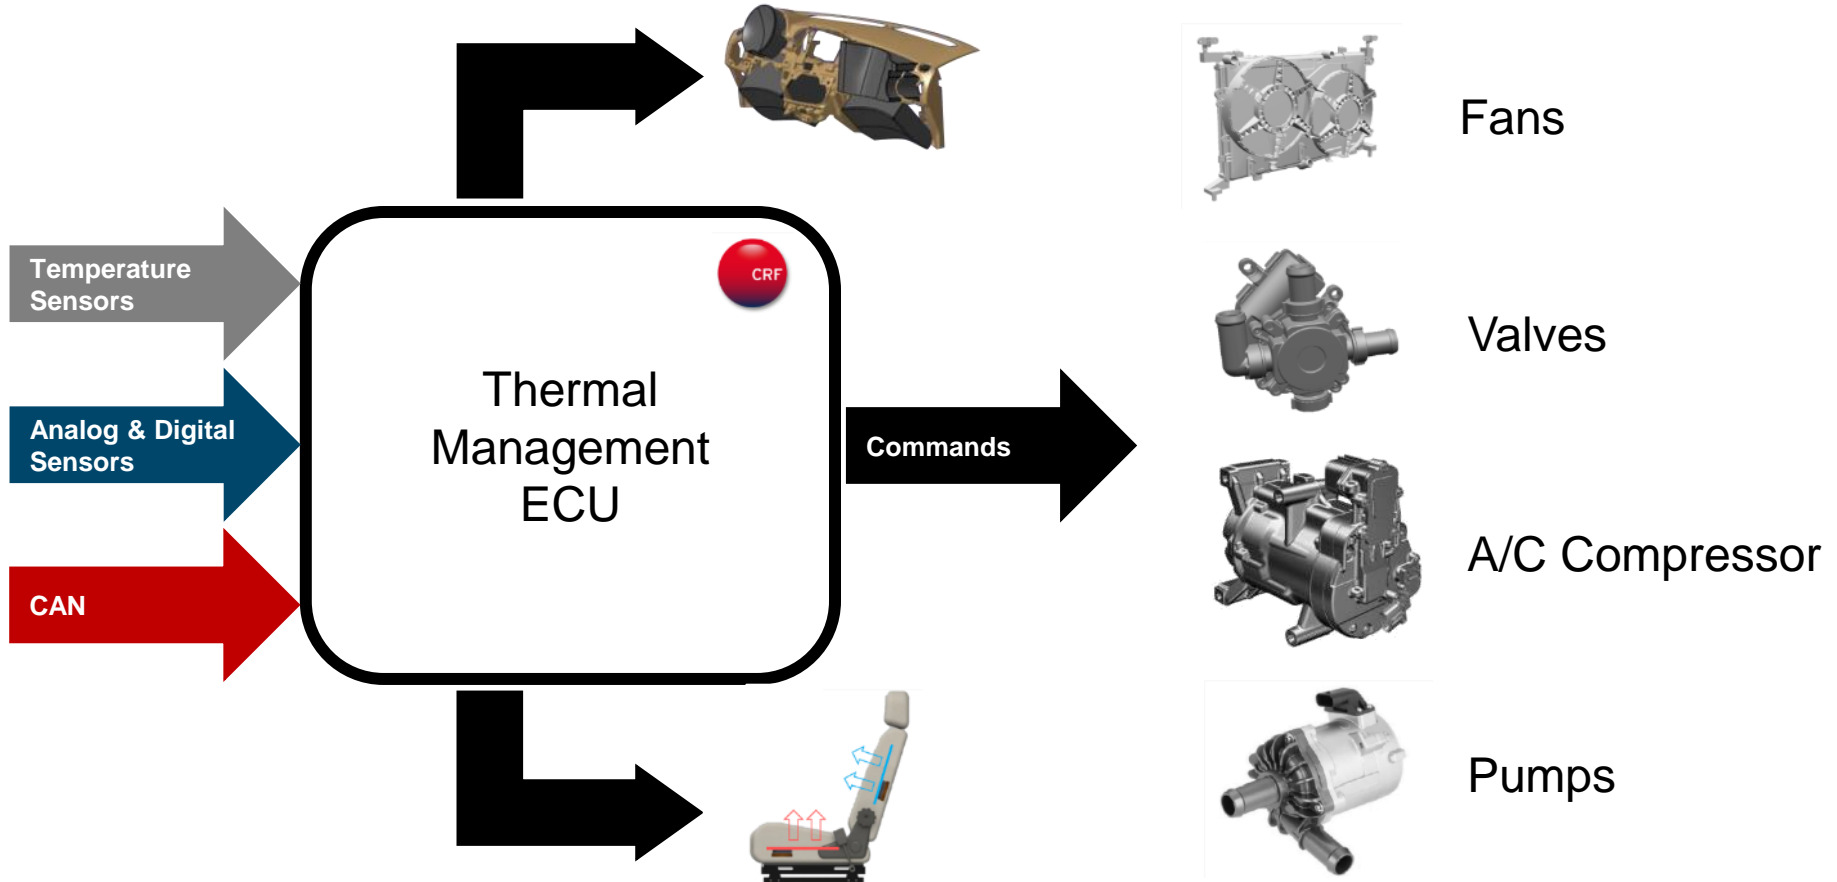 Temperature
Sensors
Analog & Digital
Sensors
CAN
CRF
Thermal
Management
ECU
Commands
Fans
Valves
A/C Compressor
Pumps